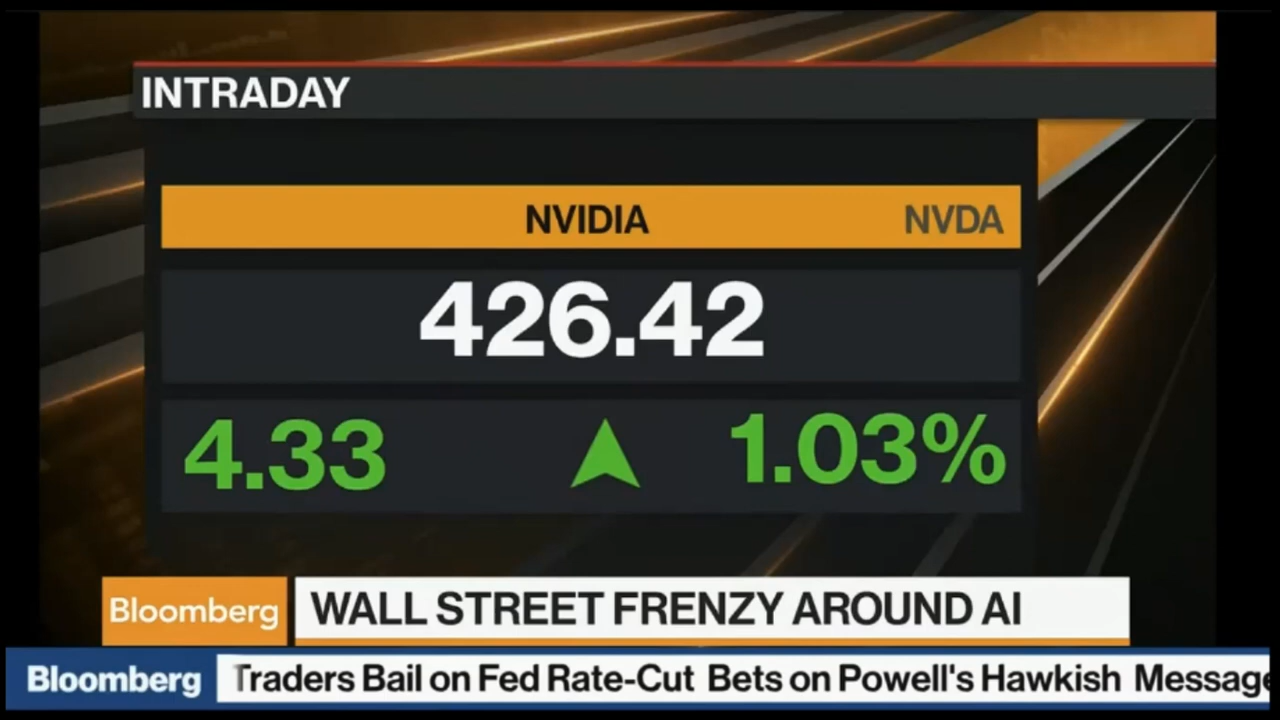 INTRADAY
NVIDIA NVDA
426.42
4.33 1.03%
Bloomberg WALL STREET FRENZY AROUND AI
Bloomberg Traders Bail on Fed Rate-Cut Bets on Powell's Hawkish Message